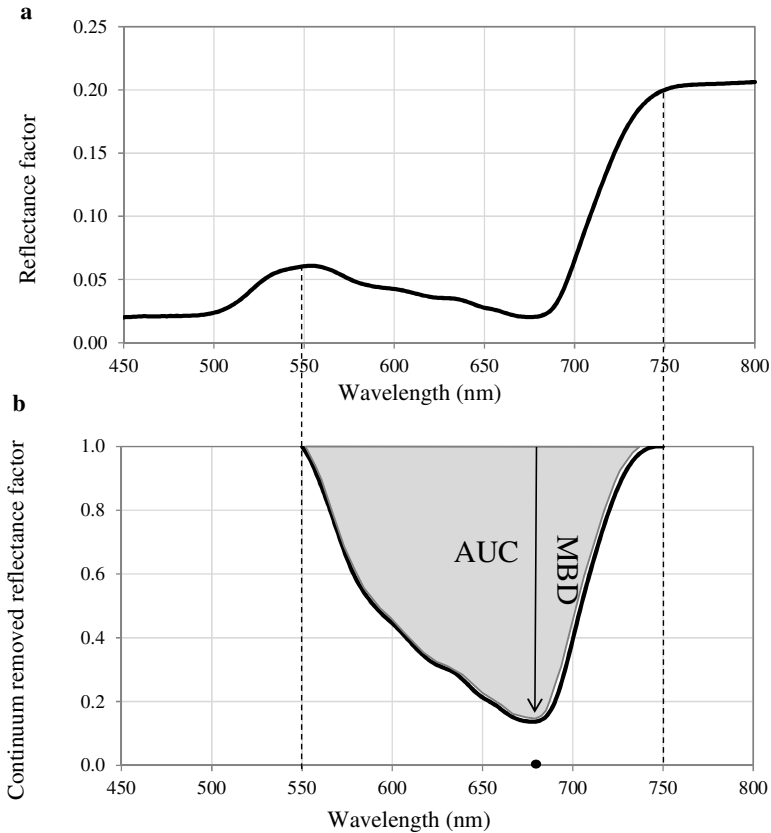 a
Reflectance factor
0.25
0.20
0.15
0.10
0.05
0.00
450 500 550 600 650 700 750 800
Wavelength (nm)
b
Continuum removed reflectance factor
1.0
0.8
0.6
0.4
0.2
0.0
AUC
MBD
450 500 550 600 650 700 750 800
Wavelength (nm)